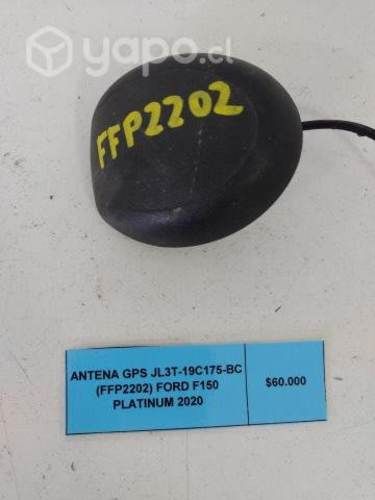 yapo.cl
FFP2202
ANTENA GPS JL3T-19C175-BC
(FFP2202) FORD F150
PLATINUM 2020
$60.000